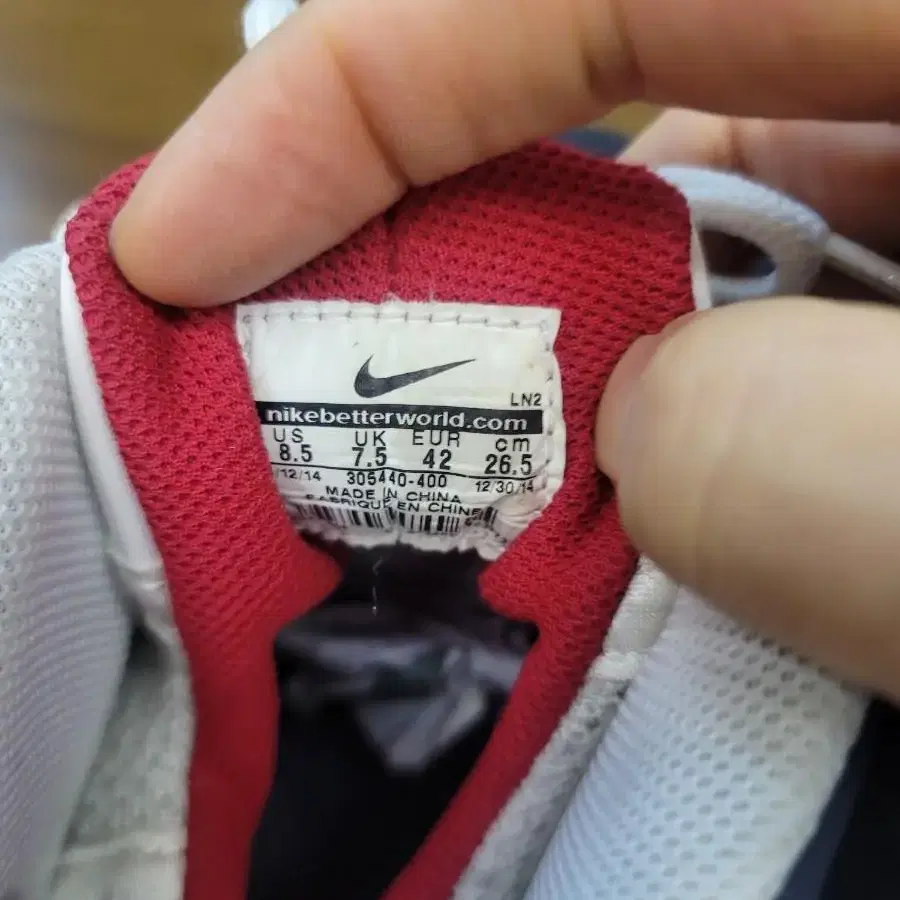 LN2
nikebetterworld.com
US UK EUR cm
8.5 7.5 42 26.5
12/14 305440-400 12/30/14
MADE IN CHINA
FABRIQUE EN CHINE